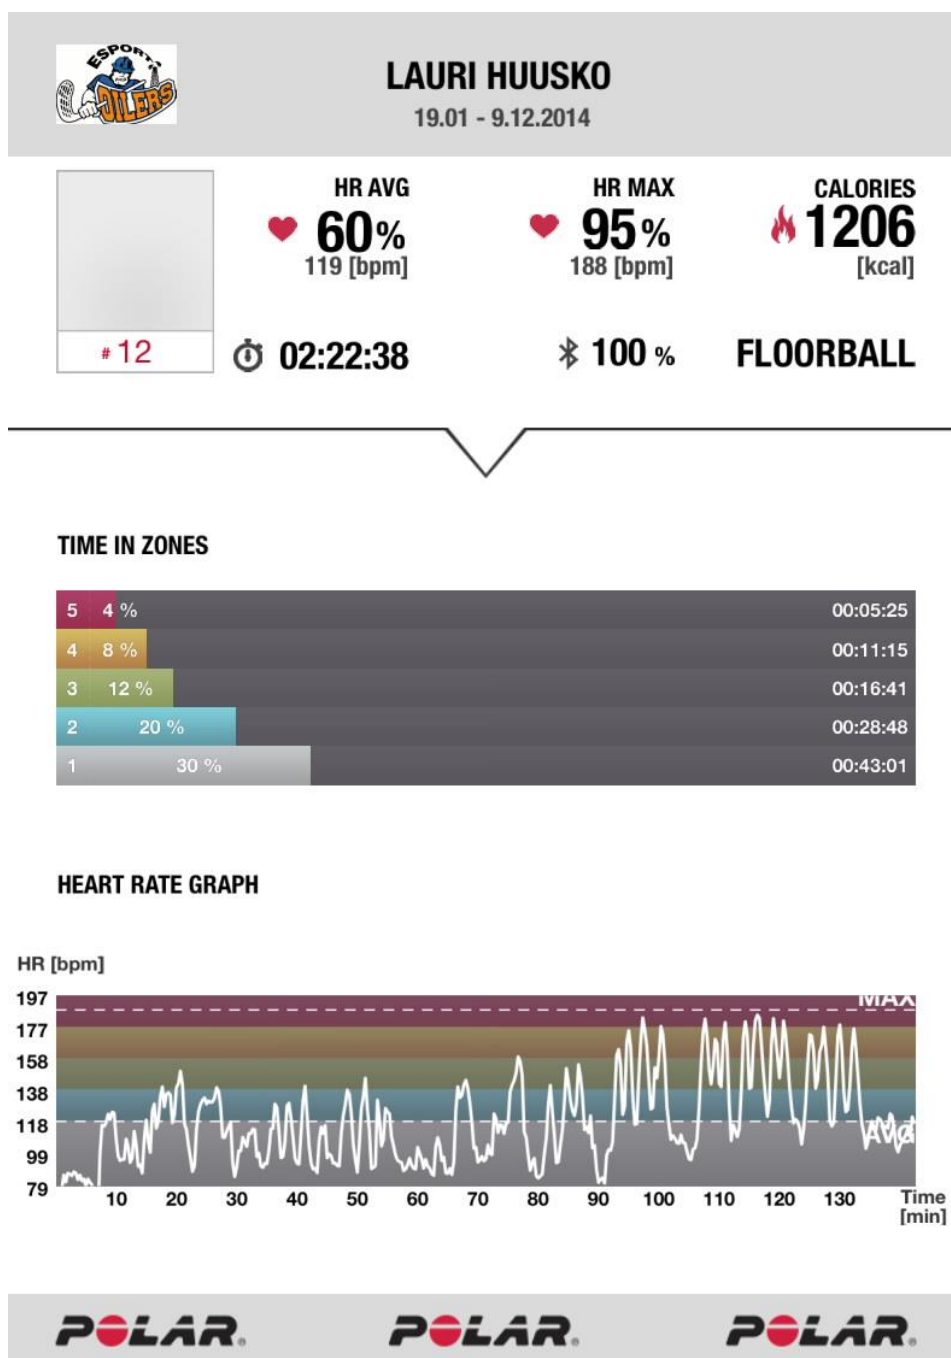 ESPORT
OILERS
LAURI HUUSKO
19.01 - 9.12.2014
HR AVG
60%
119 [bpm]
HR MAX
95%
188 [bpm]
CALORIES
1206
[kcal]
# 12
02:22:38
100 %
FLOORBALL
TIME IN ZONES
5 4 % 00:05:25
4 8 % 00:11:15
3 12 % 00:16:41
2 20 % 00:28:48
1 30 % 00:43:01
HEART RATE GRAPH
HR [bpm]
197
MAX
177
158
138
118
AVG
99
79
10 20 30 40 50 60 70 80 90 100 110 120 130 Time
[min]
POLAR. POLAR. POLAR.